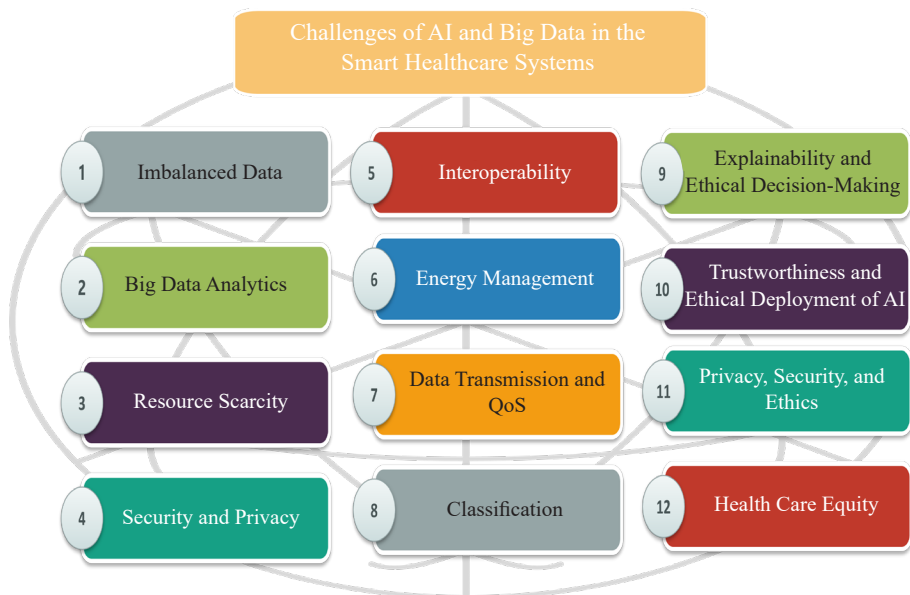 Challenges of AI and Big Data in the
Smart Healthcare Systems
1
Imbalanced Data
2
Big Data Analytics
3
Resource Scarcity
4
Security and Privacy
5
Interoperability
6
Energy Management
7
Data Transmission and
QoS
8
Classification
9
Explainability and
Ethical Decision-Making
10
Trustworthiness and
Ethical Deployment of AI
11
Privacy, Security, and
Ethics
12
Health Care Equity